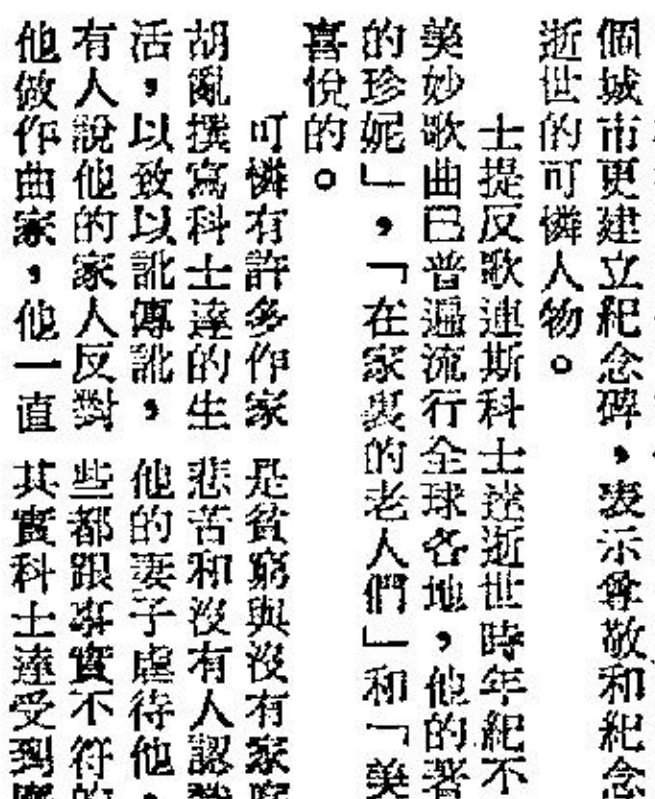 個城市更建立紀念碑，表示尊敬和紀念
逝世的可憐人物。
士提反歌連斯科士達逝世時年紀不
美妙歌曲已普遍流行全球各地，他的著
的珍妮」，「在家裏的老人們」和「美
喜悅的。
可憐有許多作家
胡亂撰寫科士達的生
活，以致以訛傳訛，
有人說他的家人反對
他做作曲家，他一直
是貧窮與沒有家
悲苦和沒有人認
他的妻子虐待他，
些都跟事實不符的
其實科士達受到